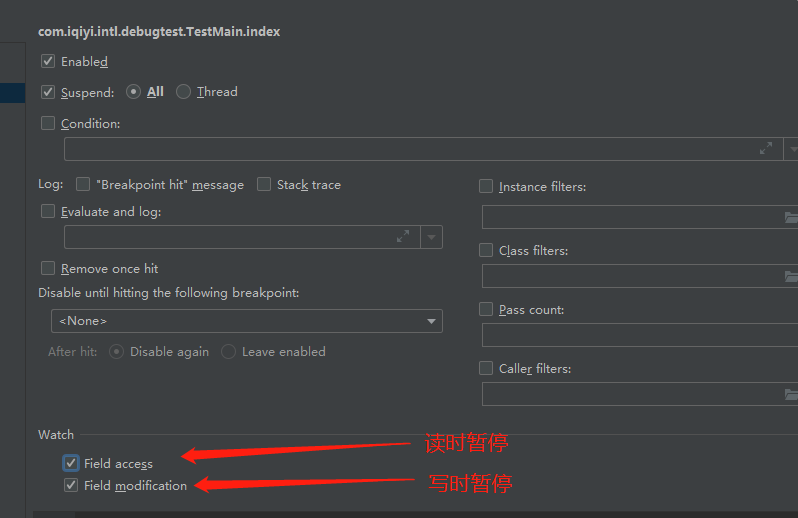 com.iqiyi.intl.debugtest.TestMain.index
Enabled
Suspend: All Thread
Condition:
Log: "Breakpoint hit" message Stack trace
Instance filters:
Evaluate and log:
Class filters:
Remove once hit
Disable until hitting the following breakpoint:
Pass count:
<None>
After hit: Disable again Leave enabled
Caller filters:
Watch
读时暂停
Field access
Field modification
写时暂停